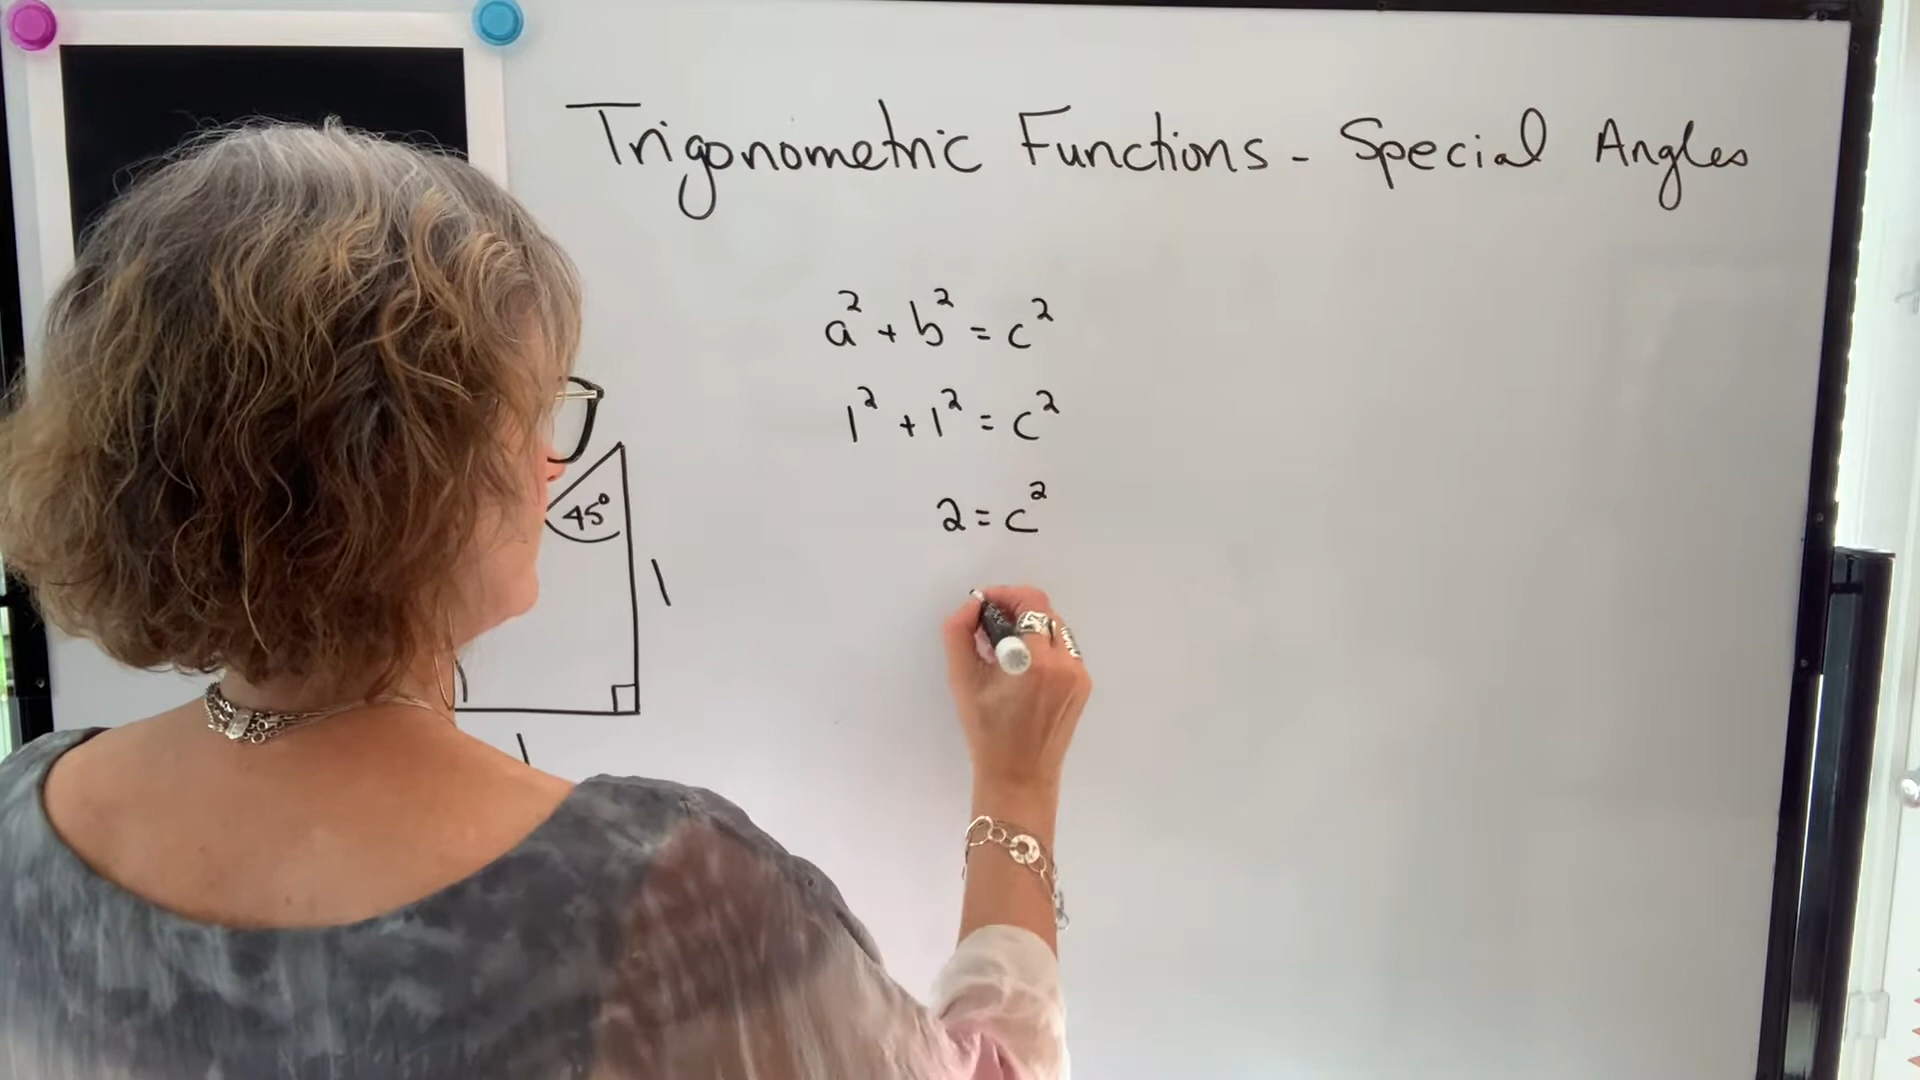 Trigonometric Functions - Special Angles
a² + b² = c²
1² + 1² = c²
2 = c²
45°
1
1